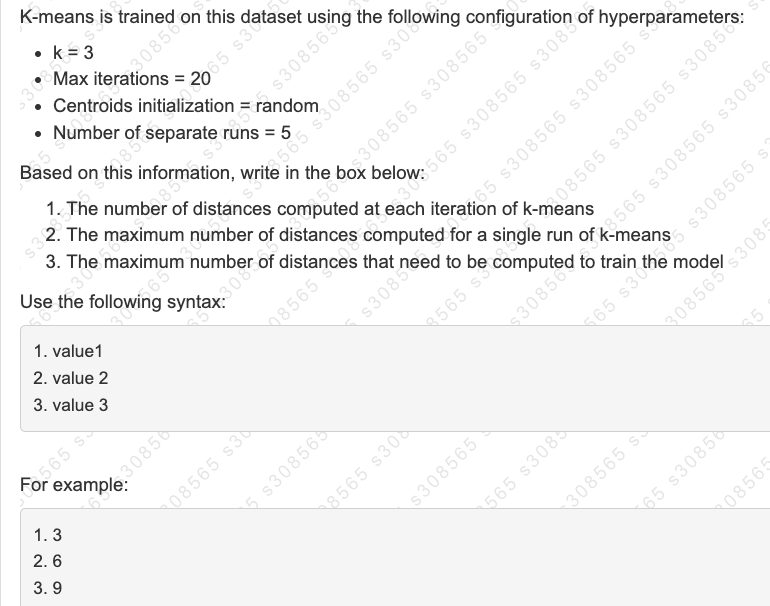 K-means is trained on this dataset using the following configuration of hyperparameters:
• k = 3
• Max iterations = 20
• Centroids initialization = random
• Number of separate runs = 5
Based on this information, write in the box below:
1. The number of distances computed at each iteration of k-means
2. The maximum number of distances computed for a single run of k-means
3. The maximum number of distances that need to be computed to train the model
Use the following syntax:
1. value1
2. value 2
3. value 3
For example:
1. 3
2. 6
3. 9